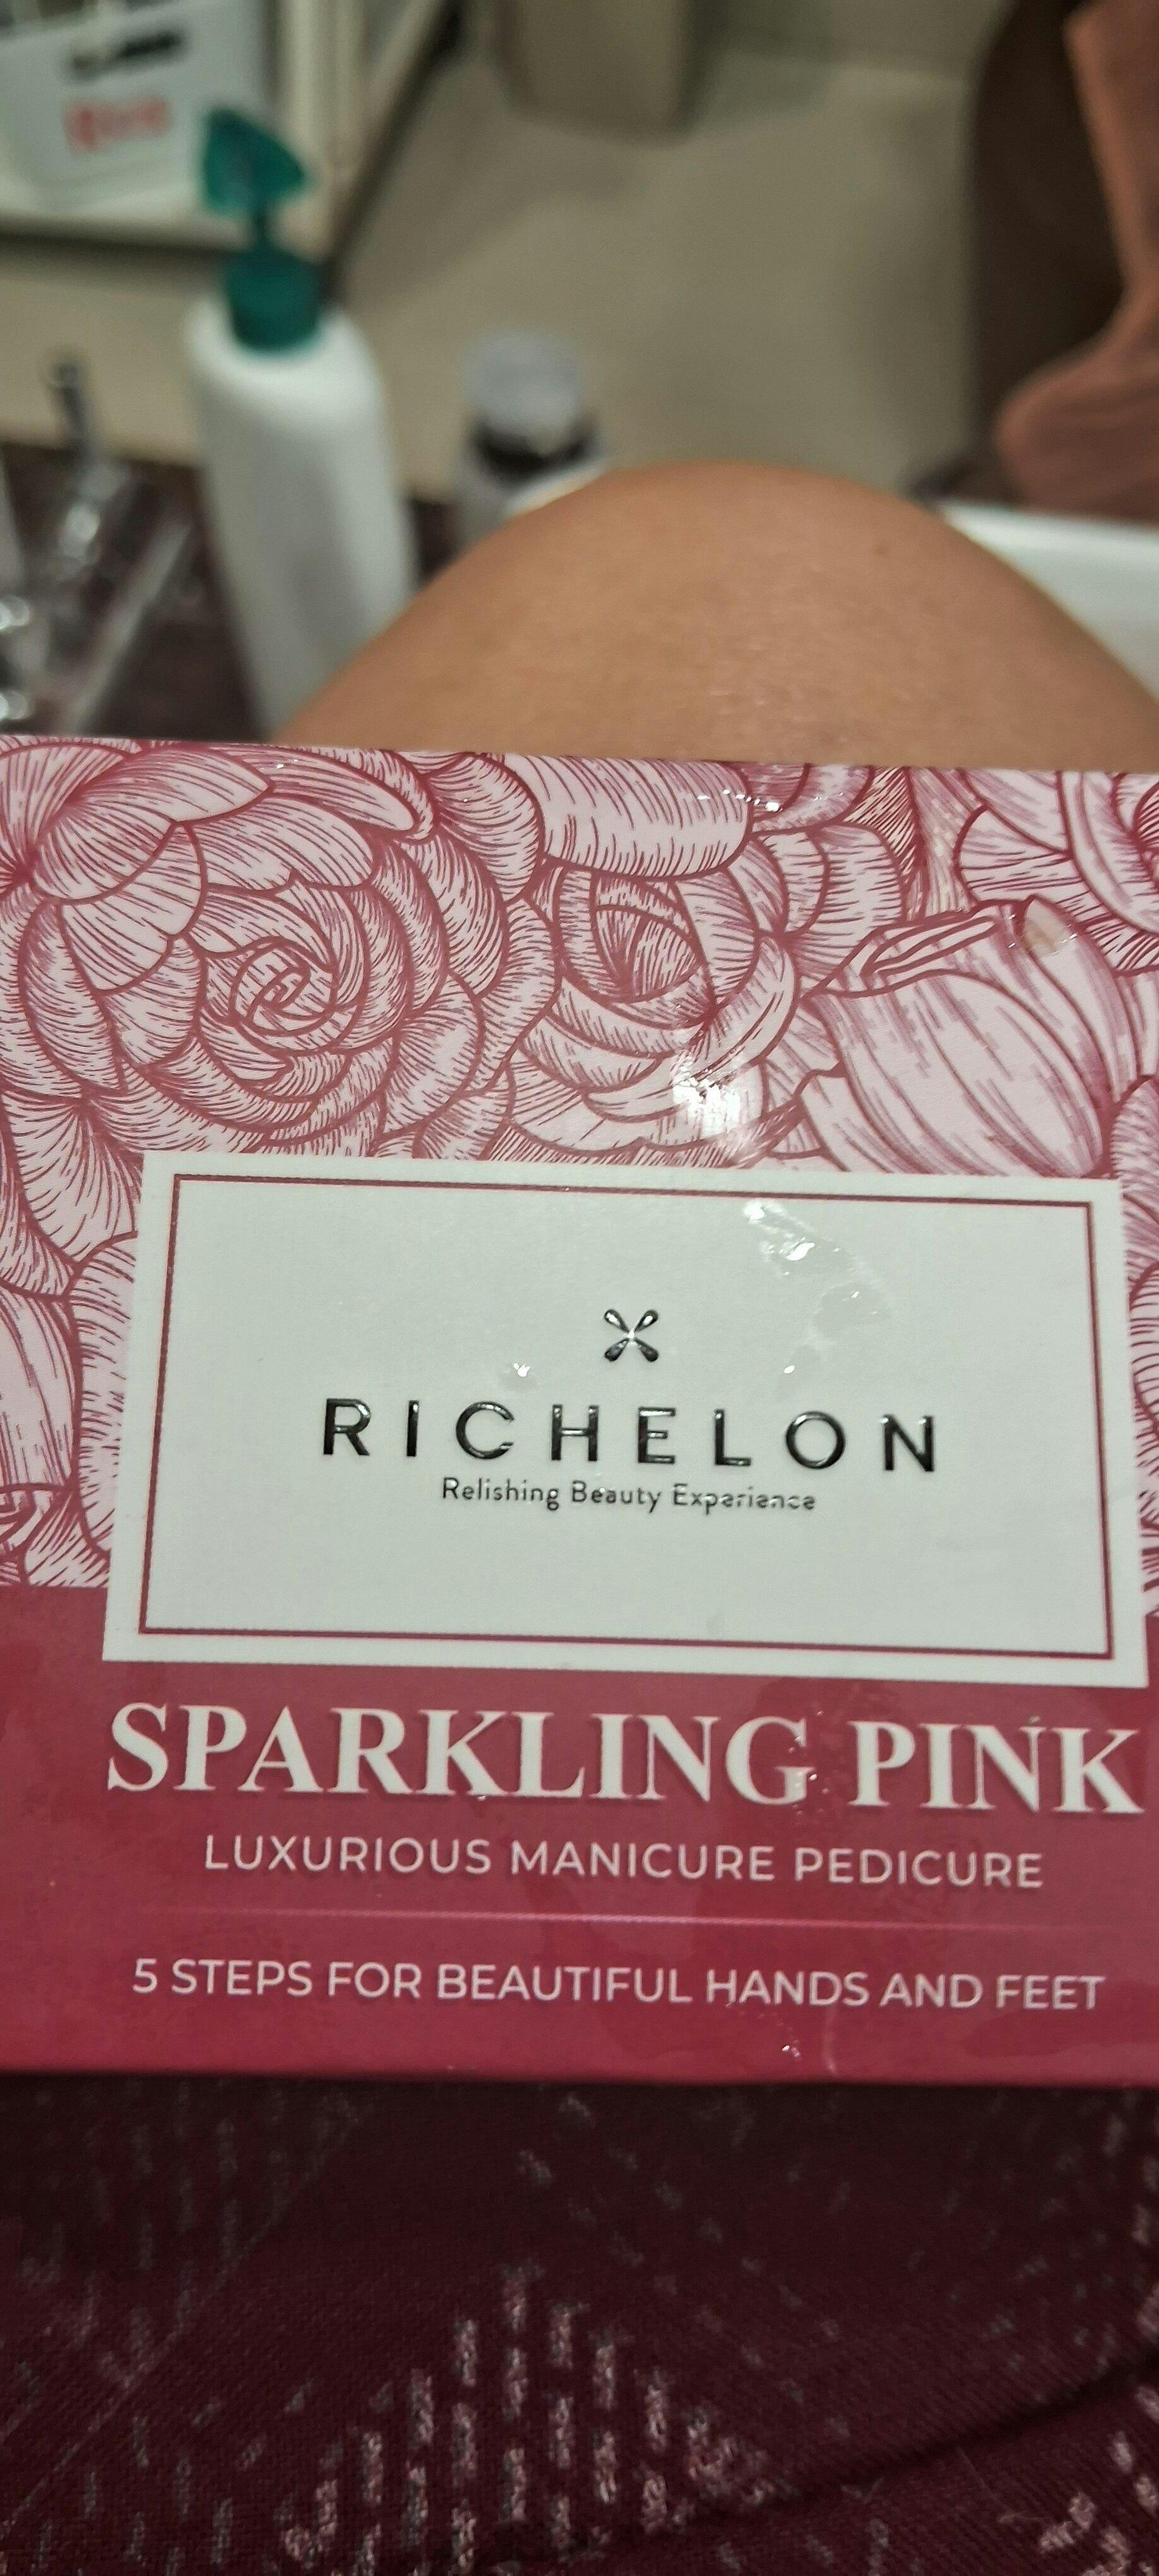 RICHELON
Relishing Beauty Experience
SPARKLING PINK
LUXURIOUS MANICURE PEDICURE
5 STEPS FOR BEAUTIFUL HANDS AND FEET